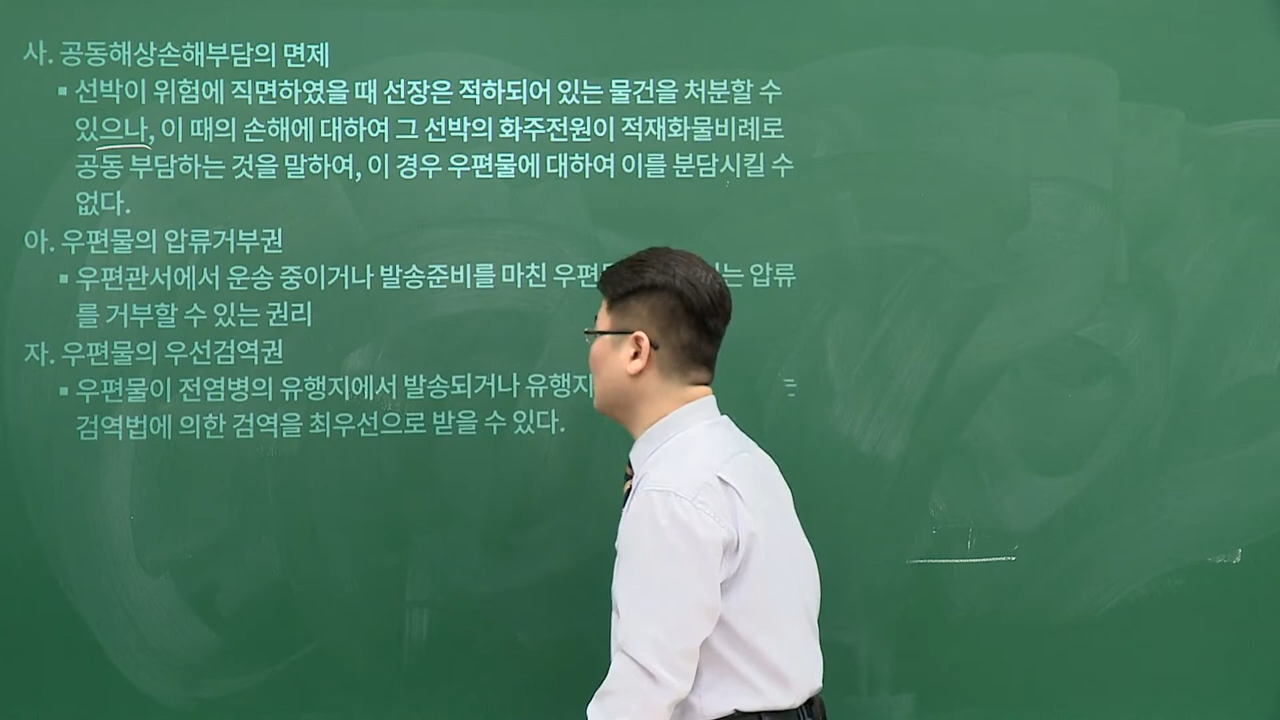 사. 공동해상손해부담의 면제
▪ 선박이 위험에 직면하였을 때 선장은 적하되어 있는 물건을 처분할 수
있으나, 이 때의 손해에 대하여 그 선박의 화주전원이 적재화물비례로
공동 부담하는 것을 말하여, 이 경우 우편물에 대하여 이를 분담시킬 수
없다.
아. 우편물의 압류거부권
▪ 우편관서에서 운송 중이거나 발송준비를 마친 압류
를 거부할 수 있는 권리
자. 우편물의 우선검역권
▪ 우편물이 전염병의 유행지에서 발송되거나
검역법에 의한 검역을 최우선으로 받을 수 있다.